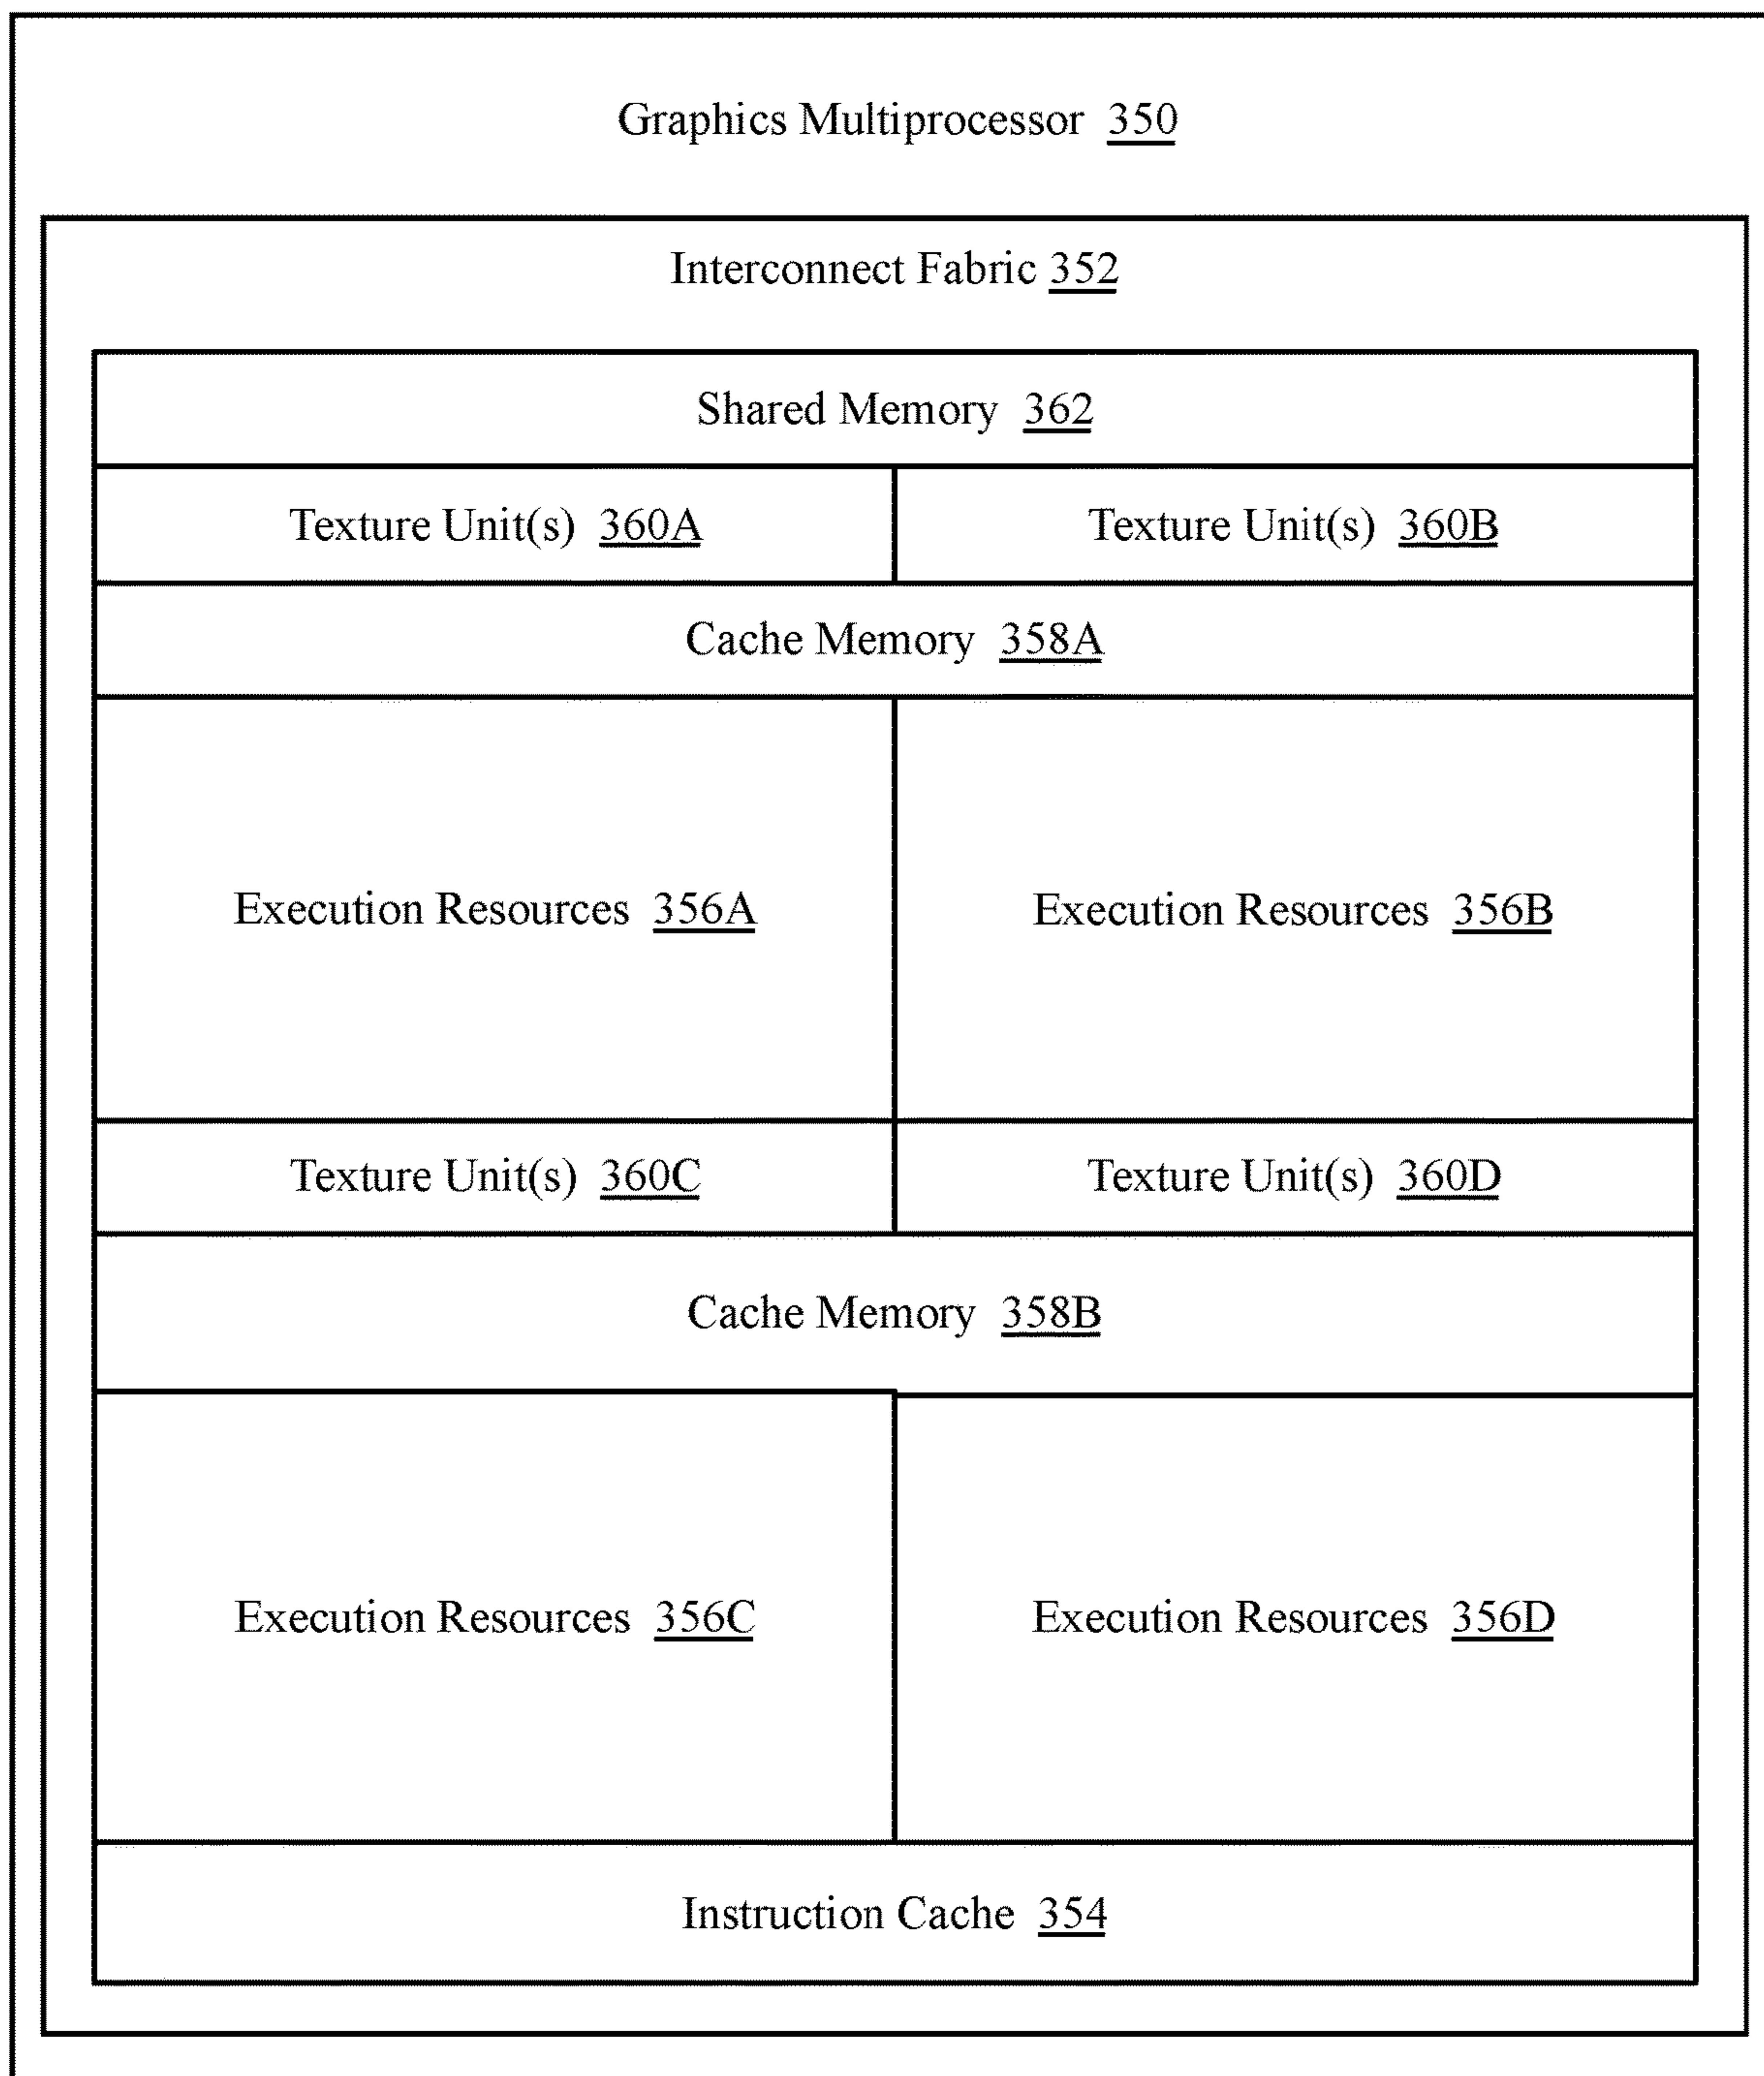 Graphics Multiprocessor 350
Interconnect Fabric 352
Shared Memory 362
Texture Unit(s) 360A
Texture Unit(s) 360B
Cache Memory 358A
Execution Resources 356A
Execution Resources 356B
Texture Unit(s) 360C
Texture Unit(s) 360D
Cache Memory 358B
Execution Resources 356C
Execution Resources 356D
Instruction Cache 354